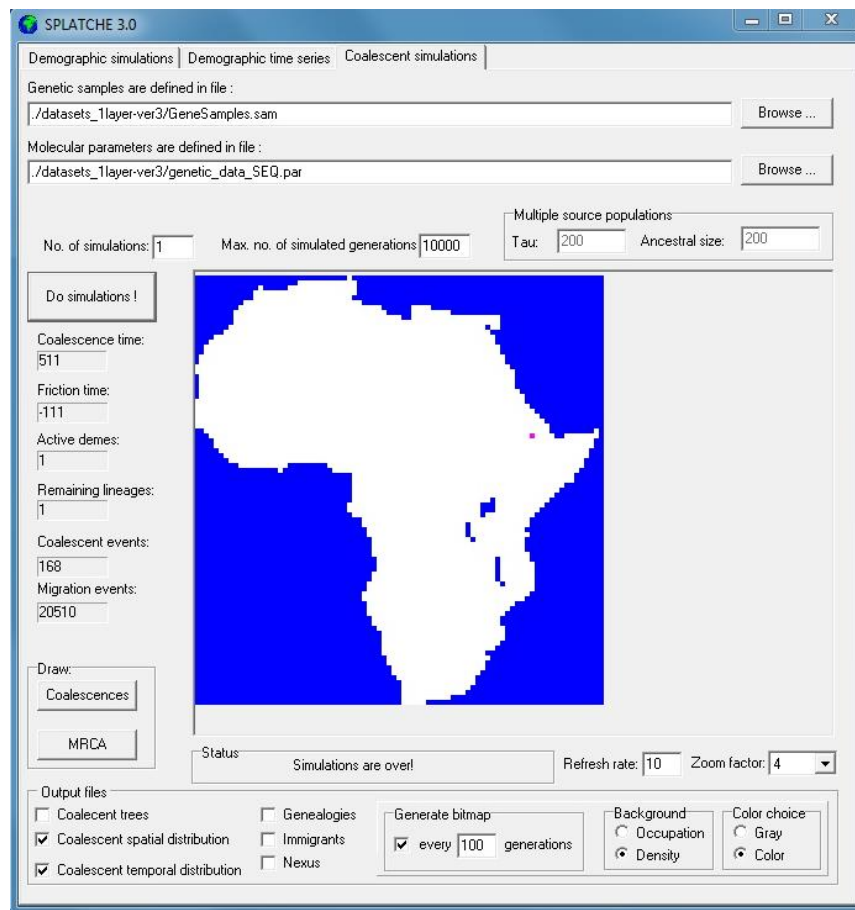 SPLATCHE 3.0
Demographic simulations Demographic time series Coalescent simulations
Genetic samples are defined in file :
./datasets_1layer-ver3/GeneSamples.sam Browse ...
Molecular parameters are defined in file :
./datasets_1layer-ver3/genetic_data_SEQ.par Browse ...
Multiple source populations
No. of simulations: 1 Max. no. of simulated generations 10000 Tau: 200 Ancestral size: 200
Do simulations !
Coalescence time:
511
Friction time:
-111
Active demes:
1
Remaining lineages:
1
Coalescent events:
168
Migration events:
20510
Draw:
Coalescences
MRCA
Status
Simulations are over!
Refresh rate: 10 Zoom factor: 4
Output files
Coalecent trees
Coalescent spatial distribution
Coalescent temporal distribution
Genealogies
Immigrants
Nexus
Generate bitmap
every 100 generations
Background
Occupation
Density
Color choice
Gray
Color